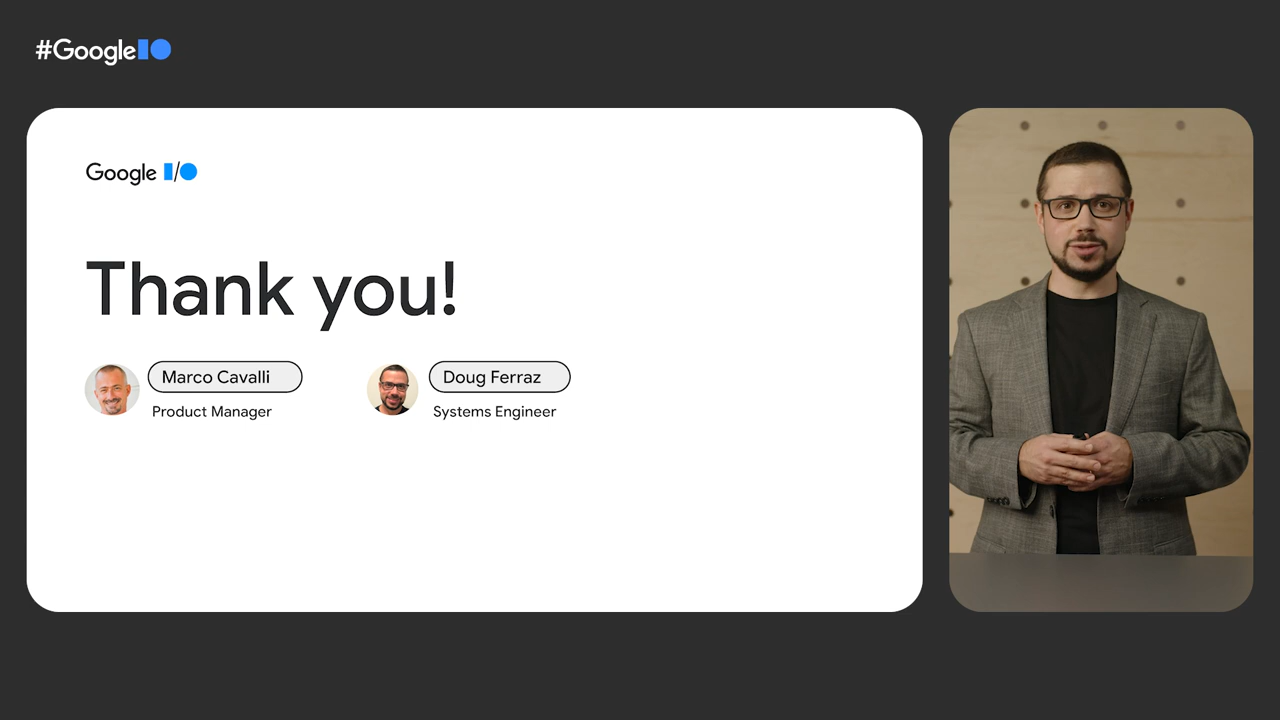 #GoogleIO
Google I/O
Thank you!
Marco Cavalli
Product Manager
Doug Ferraz
Systems Engineer